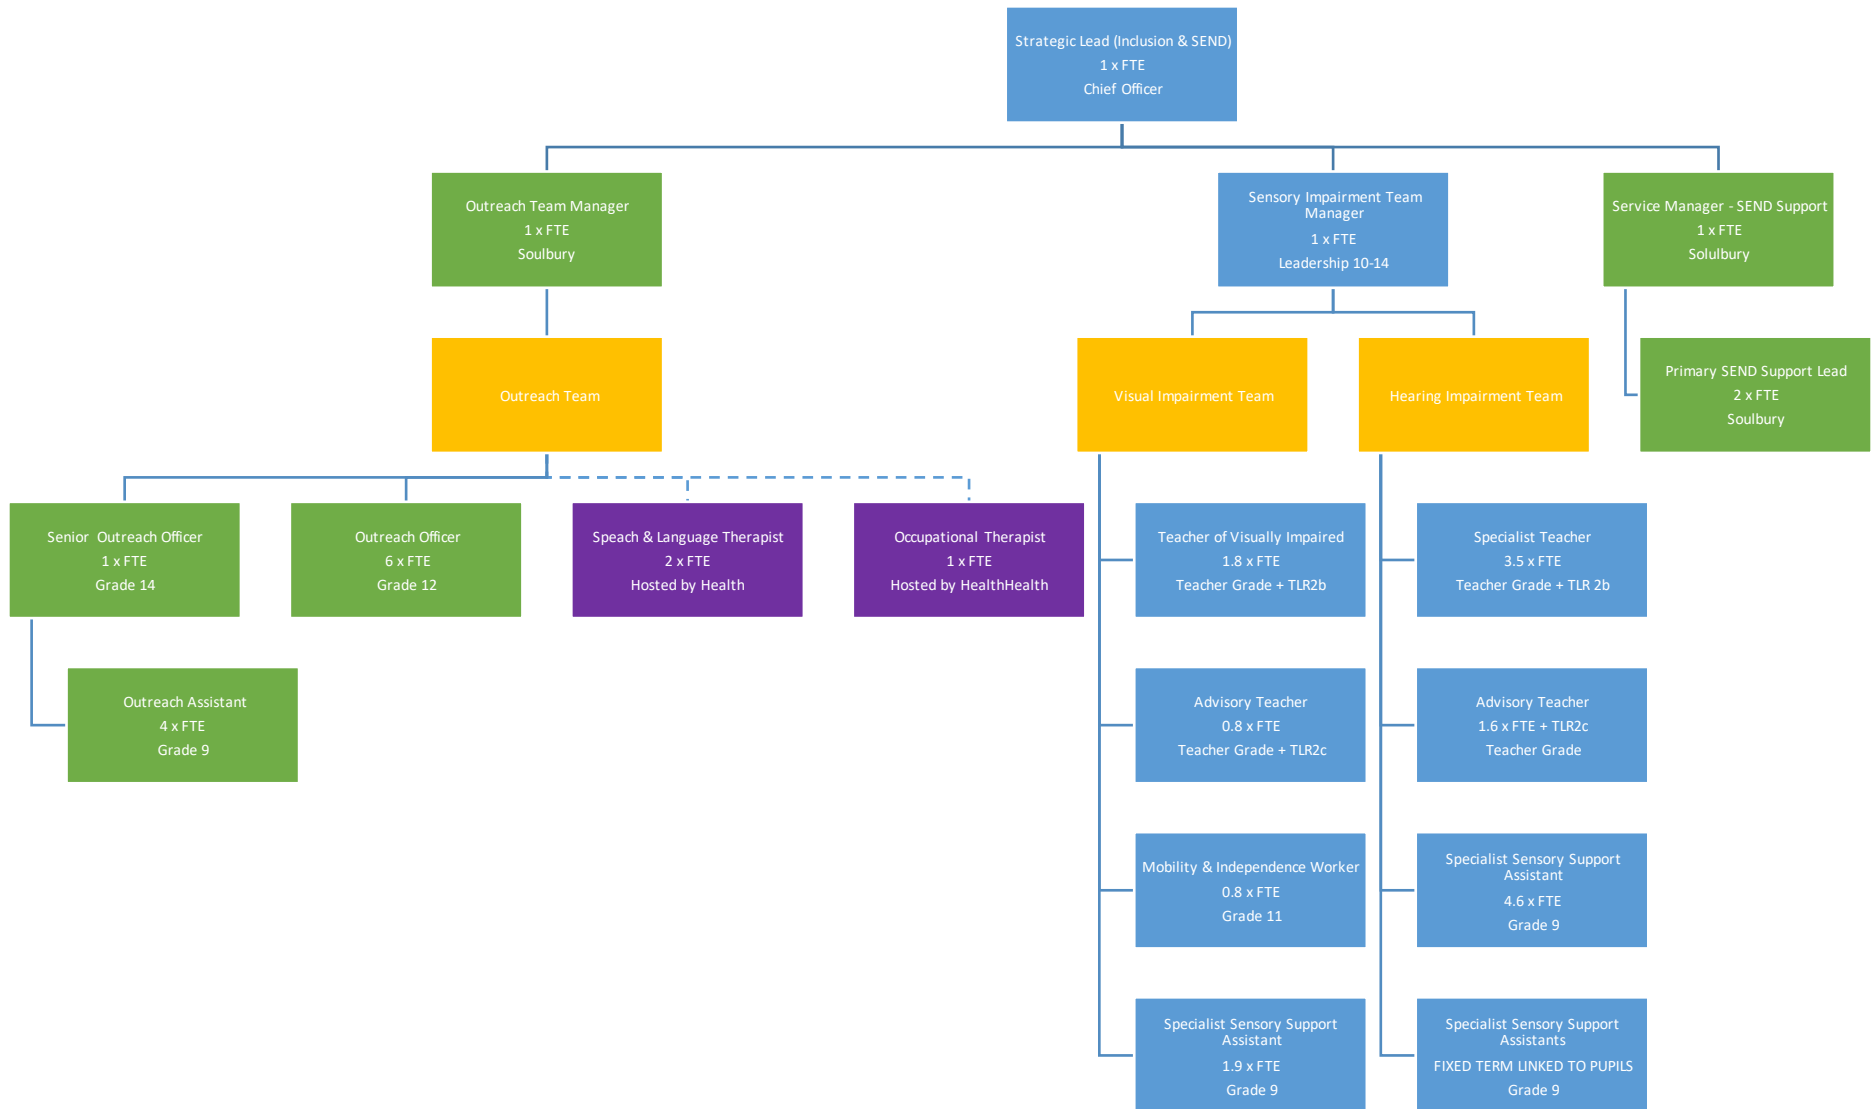 Strategic Lead (Inclusion & SEND)
1 x FTE
Chief Officer
Outreach Team Manager
1 x FTE
Soulbury
Sensory Impairment Team
Manager
1 x FTE
Leadership 10-14
Service Manager - SEND Support
1 x FTE
Solulbury
Outreach Team
Visual Impairment Team
Hearing Impairment Team
Primary SEND Support Lead
2 x FTE
Soulbury
Senior Outreach Officer
1 x FTE
Grade 14
Outreach Officer
6 x FTE
Grade 12
Speach & Language Therapist
2 x FTE
Hosted by Health
Occupational Therapist
1 x FTE
Hosted by HealthHealth
Teacher of Visually Impaired
1.8 x FTE
Teacher Grade + TLR2b
Specialist Teacher
3.5 x FTE
Teacher Grade + TLR 2b
Outreach Assistant
4 x FTE
Grade 9
Advisory Teacher
0.8 x FTE
Teacher Grade + TLR2c
Advisory Teacher
1.6 x FTE + TLR2c
Teacher Grade
Mobility & Independence Worker
0.8 x FTE
Grade 11
Specialist Sensory Support
Assistant
4.6 x FTE
Grade 9
Specialist Sensory Support
Assistant
1.9 x FTE
Grade 9
Specialist Sensory Support
Assistants
FIXED TERM LINKED TO PUPILS
Grade 9